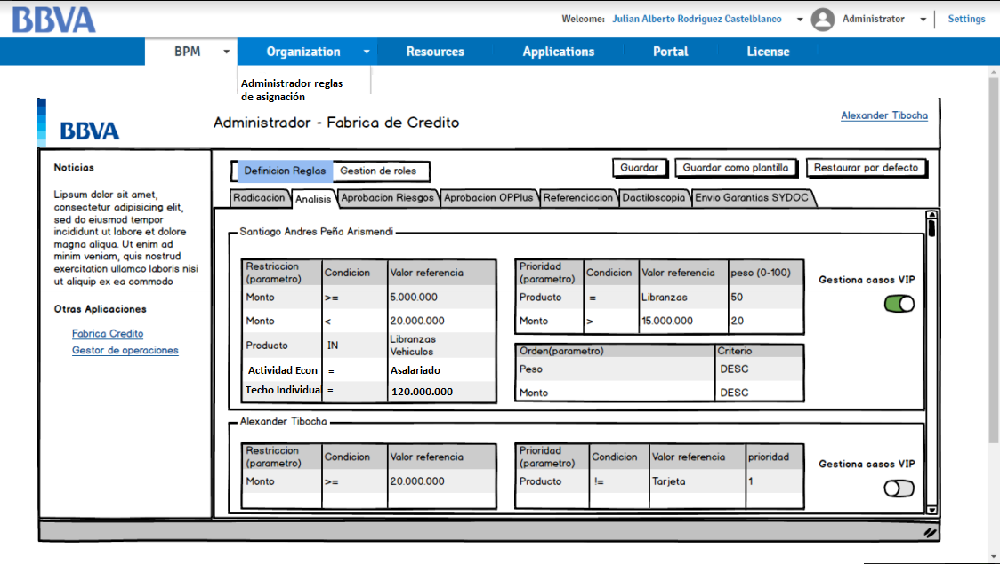 BBVA
Welcome: Julian Alberto Rodriguez Castelblanco Administrator Settings
BPM Organization Resources Applications Portal License
Administrador reglas
de asignación
BBVA
Administrador - Fabrica de Credito
Alexander Tibocha
Noticias
Lipsum dolor sit amet,
consectetur adipisicing elit,
sed do eiusmod tempor
incididunt ut labore et dolore
magna aliqua. Ut enim ad
minim veniam, quis nostrud
exercitation ullamco laboris nisi
ut aliquip ex ea commodo
Otras Aplicaciones
Fabrica Credito
Gestor de operaciones
Definicion Reglas Gestion de roles
Guardar Guardar como plantilla Restaurar por defecto
Radicacion Analisis Aprobacion Riesgos Aprobacion OPPlus Referenciacion Dactiloscopia Envio Garantias SYDOC
Santiago Andres Peña Arismendi
Restriccion
(parametro) Condicion Valor referencia
Monto >= 5.000.000
Monto < 20.000.000
Producto IN Libranzas
Vehiculos
Actividad Econ = Asalariado
Techo Individual = 120.000.000
Prioridad
(parametro) Condicion Valor referencia peso (0-100)
Producto = Libranzas 50
Monto > 15.000.000 20
Orden(parametro) Criterio
Peso DESC
Monto DESC
Gestiona casos VIP
Alexander Tibocha
Restriccion
(parametro) Condicion Valor referencia
Monto >= 20.000.000
Prioridad
(parametro) Condicion Valor referencia prioridad
Producto != Tarjeta 1
Gestiona casos VIP